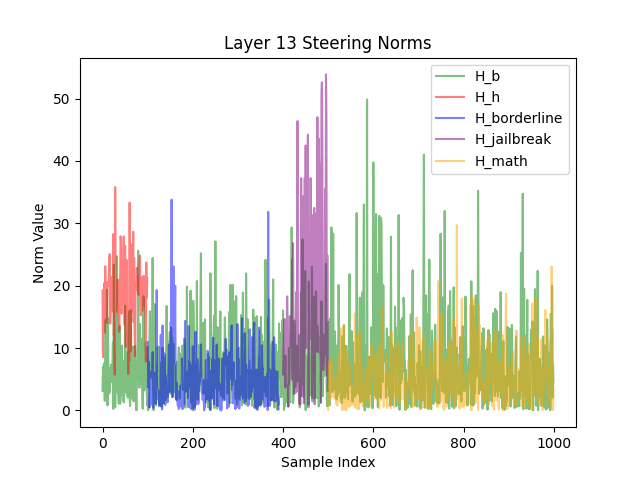 Layer 13 Steering Norms
H_b
H_h
H_borderline
H_jailbreak
H_math
Norm Value
50
40
30
20
10
0
0
200
400
600
800
1000
Sample Index